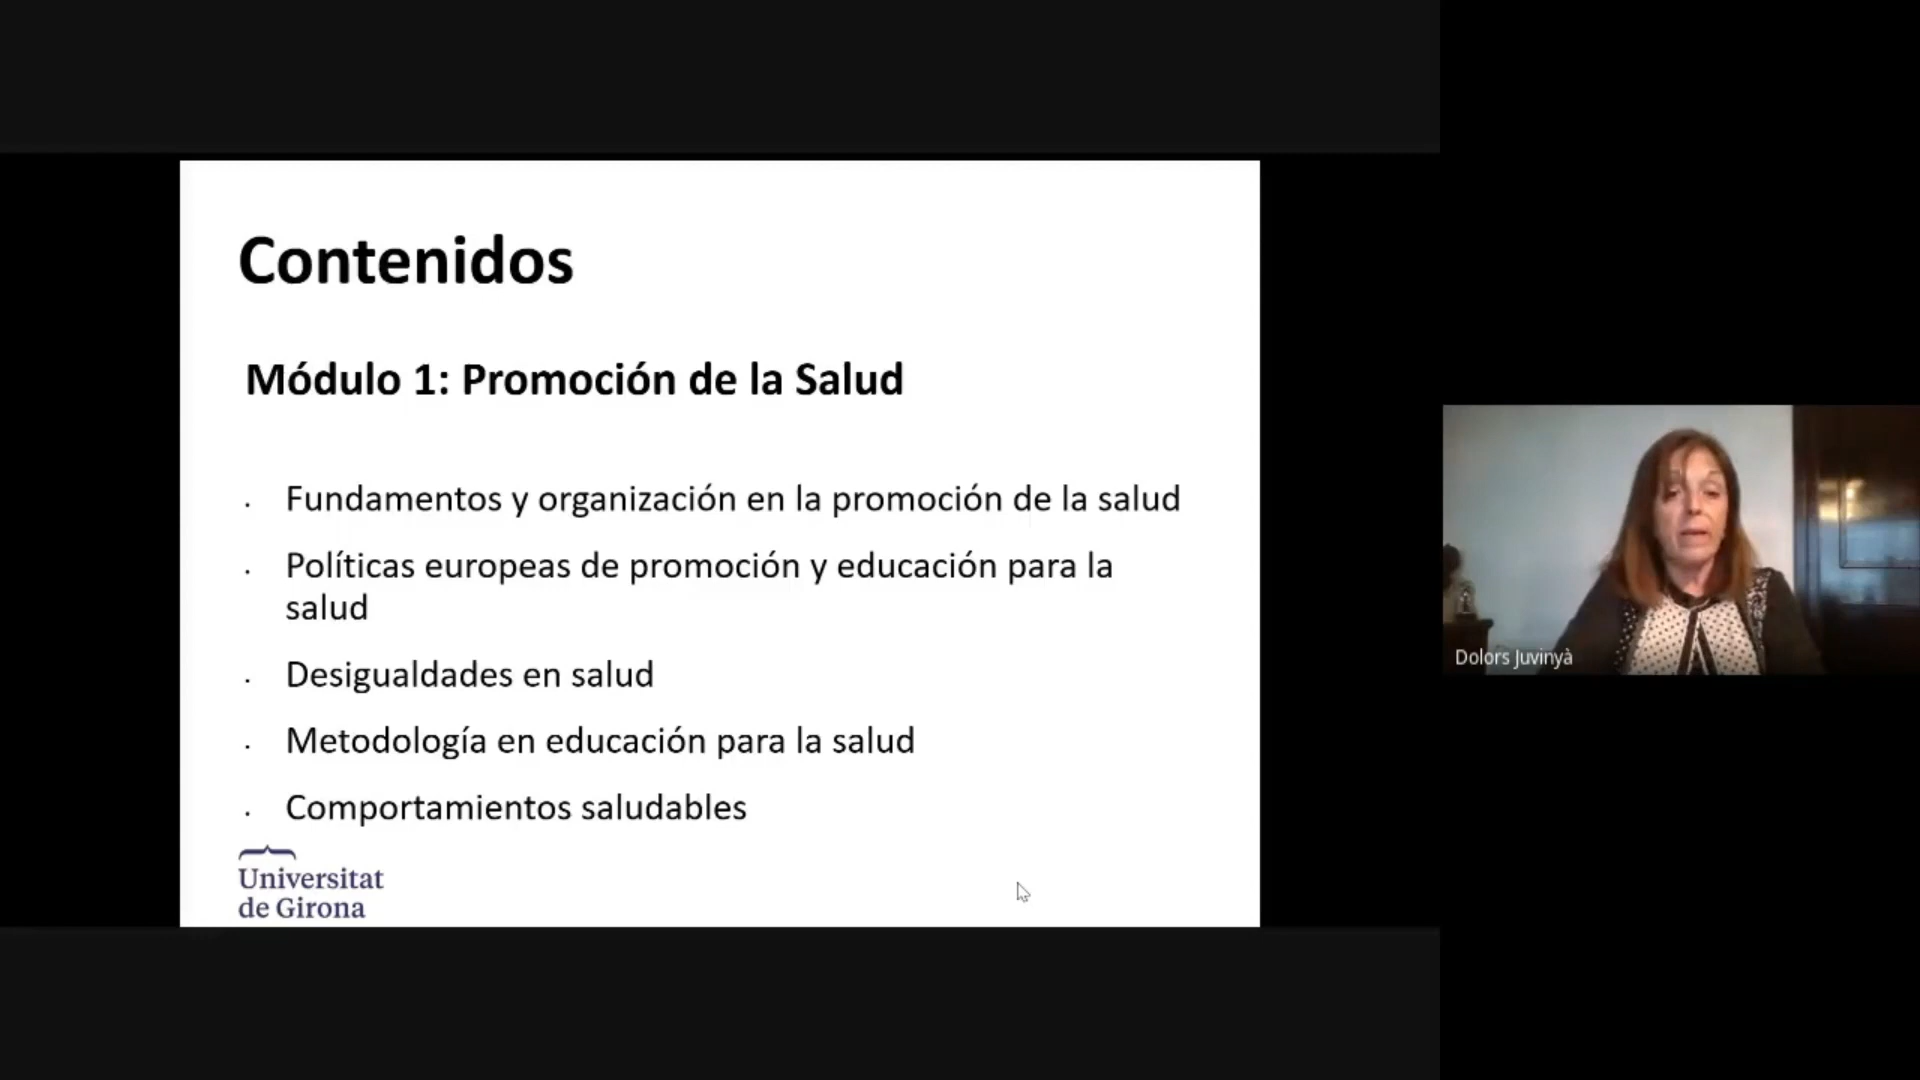 Contenidos
Módulo 1: Promoción de la Salud
. Fundamentos y organización en la promoción de la salud
. Políticas europeas de promoción y educación para la
salud
. Desigualdades en salud
. Metodología en educación para la salud
. Comportamientos saludables
Universitat
de Girona
Dolors Juvinyà